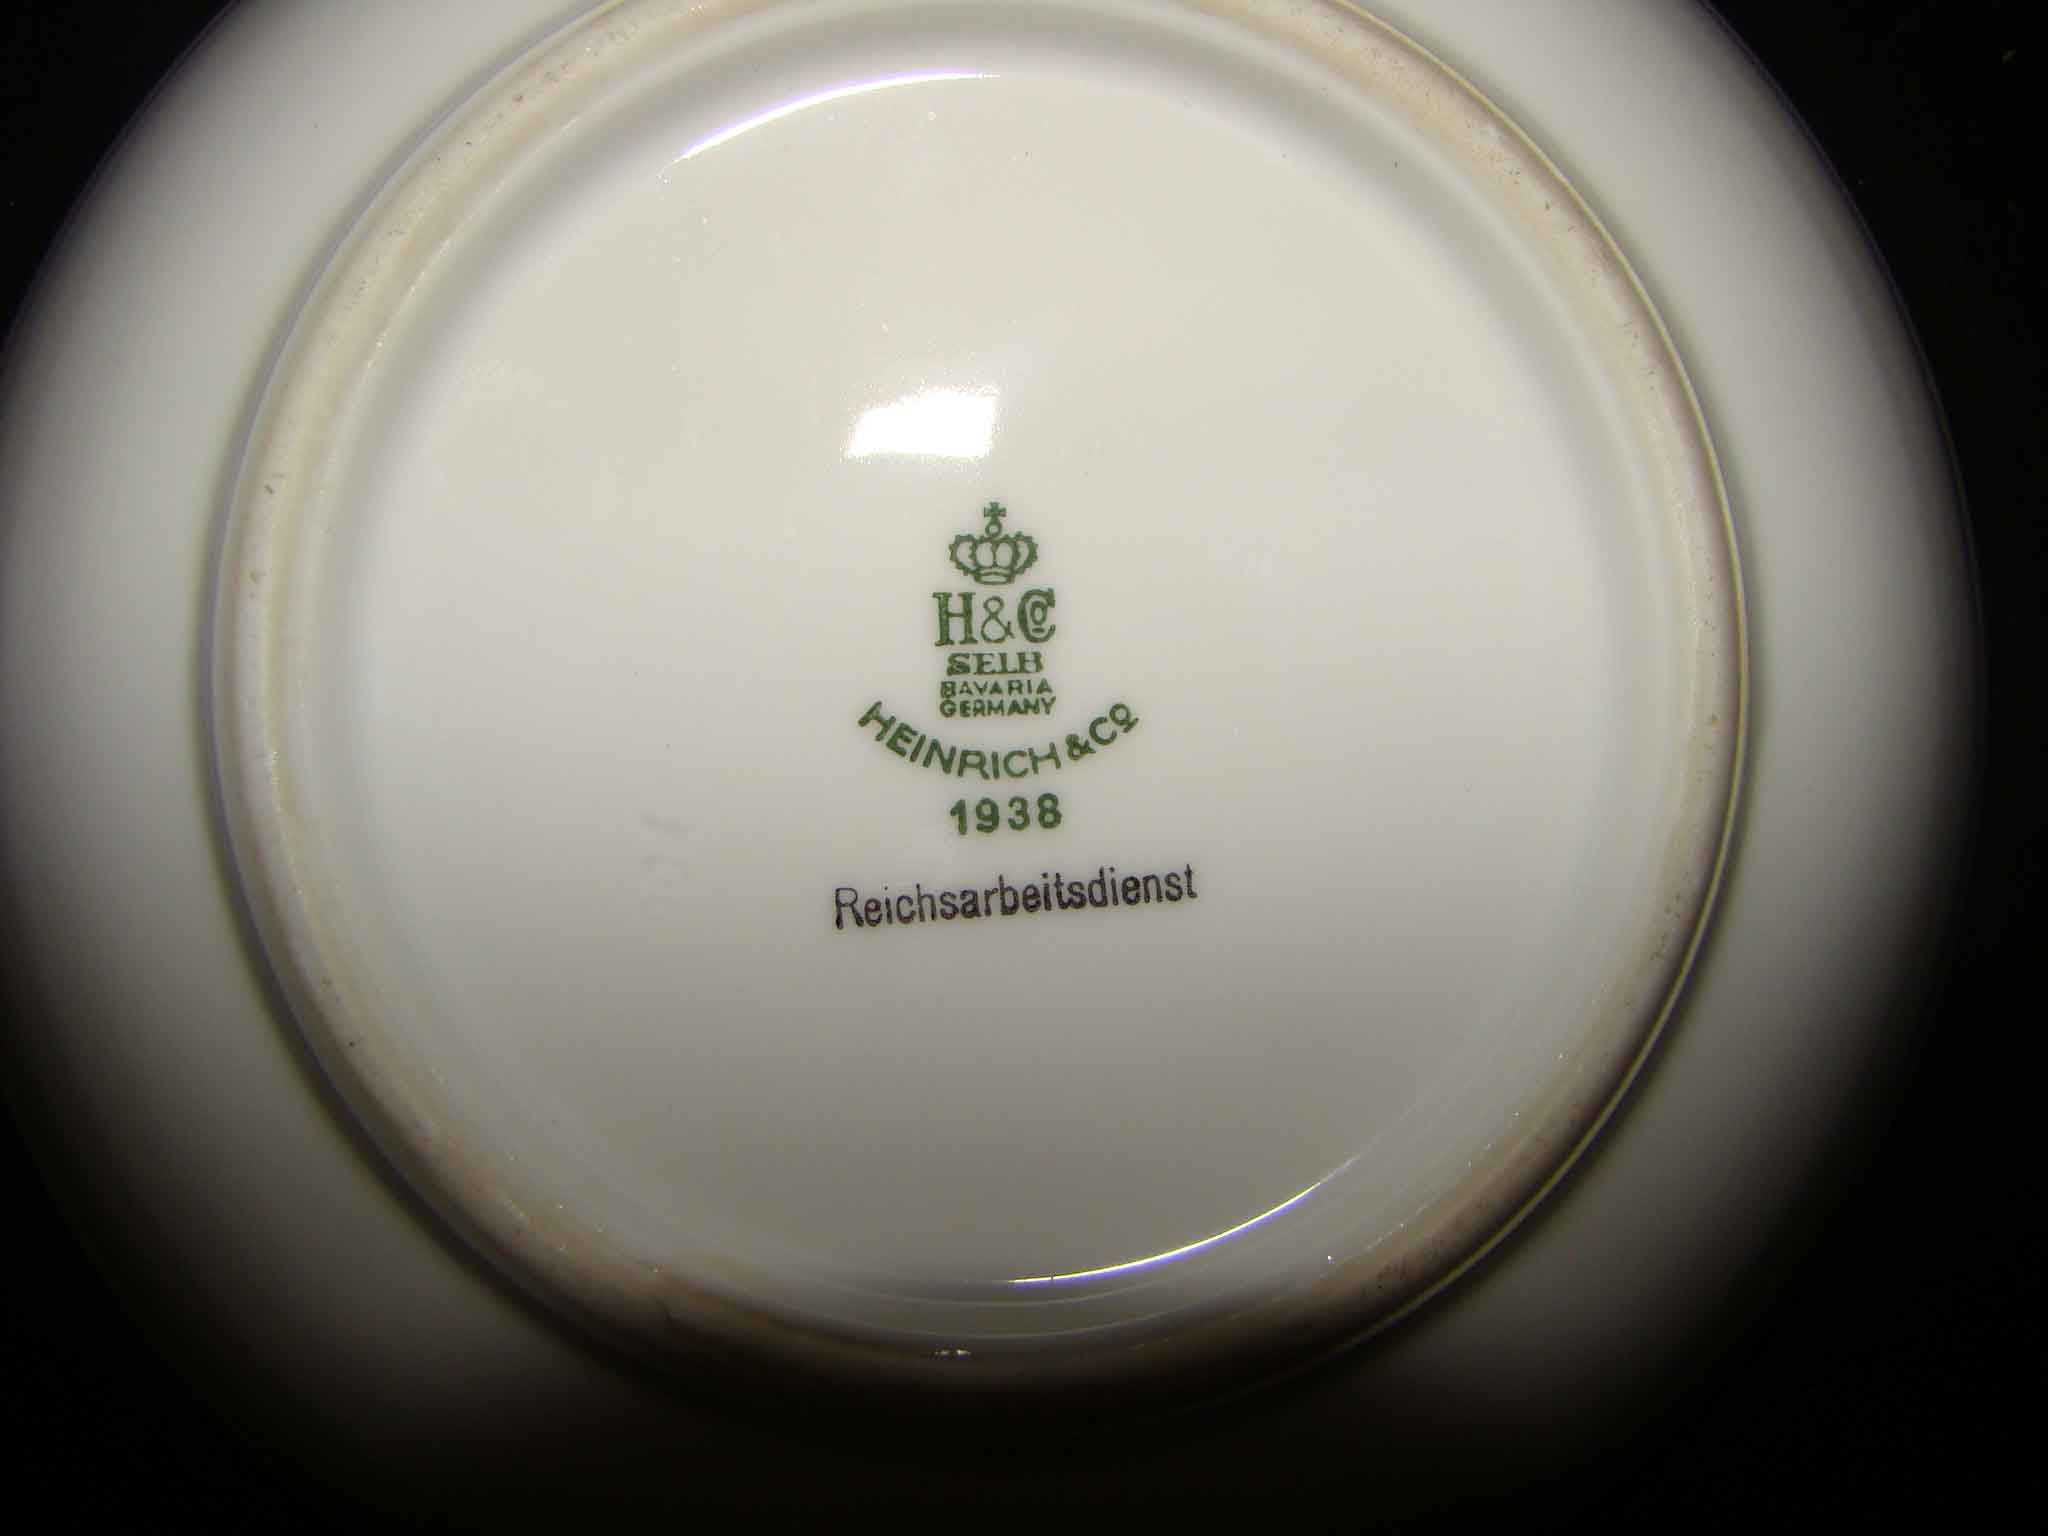 H&Co
SELB
BAVARIA
GERMANY
HEINRICH & Co
1938
Reichsarbeitsdienst